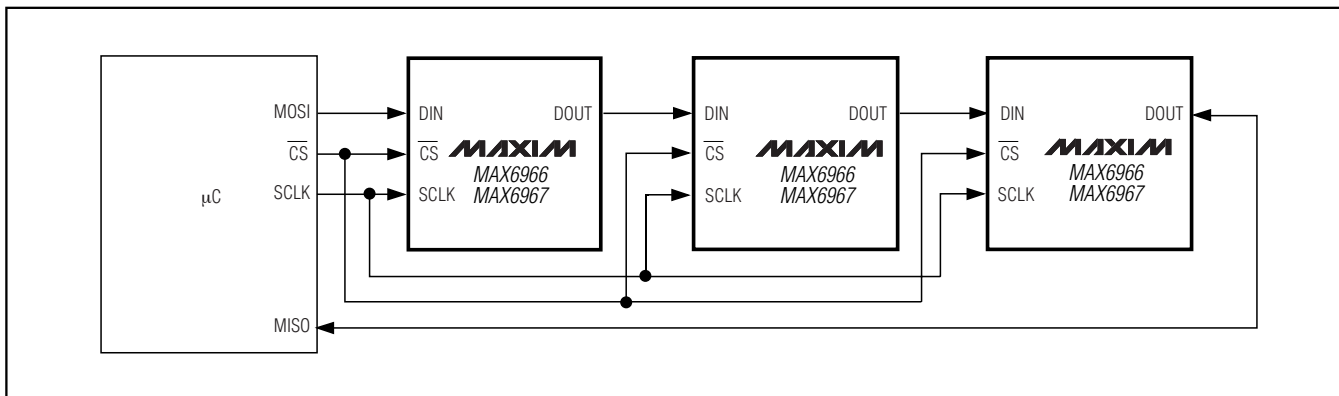 μC
MOSI
CS
SCLK
MISO
DIN
DOUT
CS
MAXIM
MAX6966
SCLK
MAX6967
DIN
DOUT
CS
MAXIM
MAX6966
SCLK
MAX6967
DIN
DOUT
CS
MAXIM
MAX6966
SCLK
MAX6967